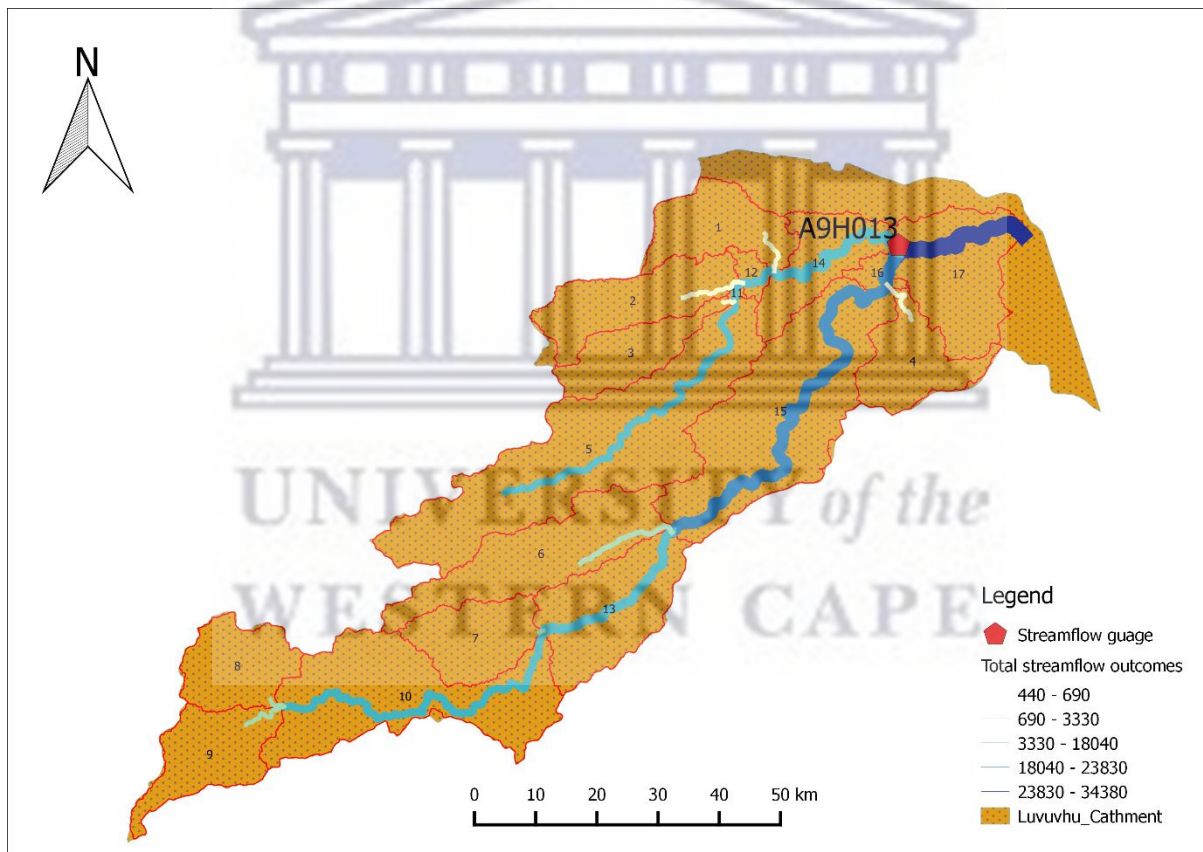 N
A9H013
1
12
14
2
11
16
17
3
4
15
5
6
13
7
8
10
9
UNIVERSITY of the
WESTERN CAPE
Legend
Streamflow guage
Total streamflow outcomes
440 - 690
690 - 3330
3330 - 18040
18040 - 23830
23830 - 34380
Luvuvhu_Cathment
0 10 20 30 40 50 km